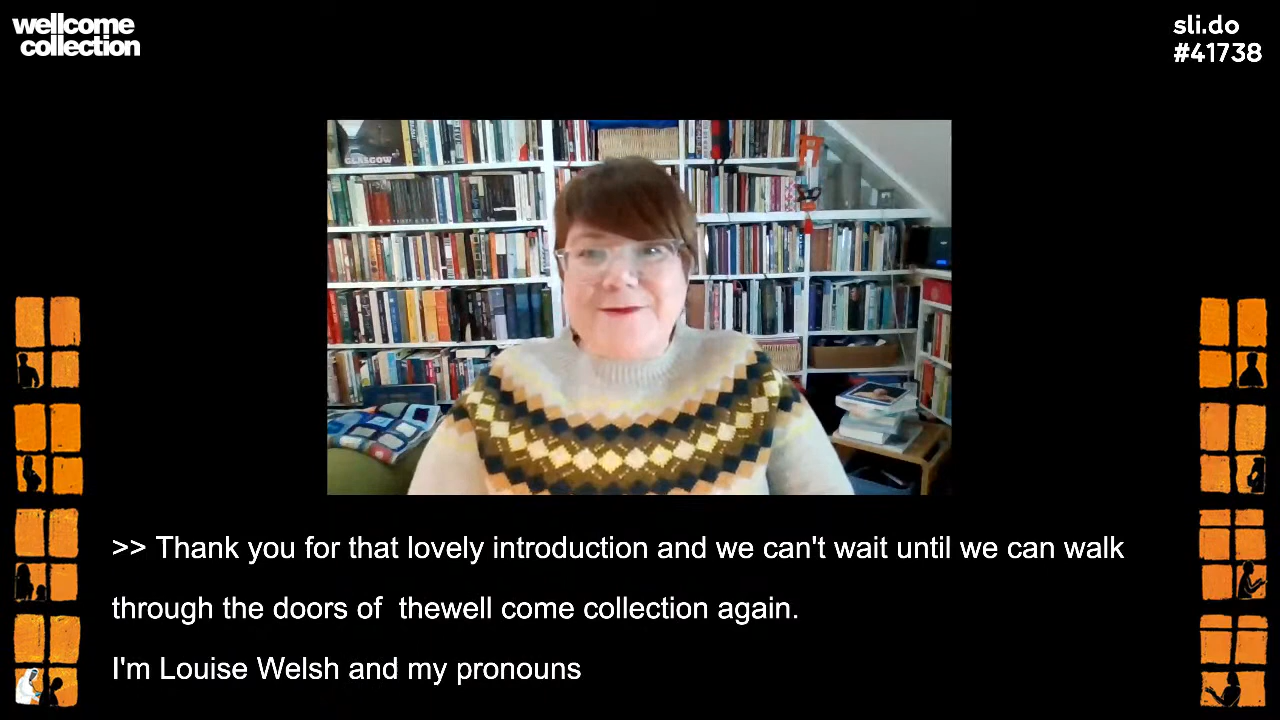 wellcome
collection
sli.do
#41738
GLASGOW
>> Thank you for that lovely introduction and we can't wait until we can walk
through the doors of  thewell come collection again.
I'm Louise Welsh and my pronouns